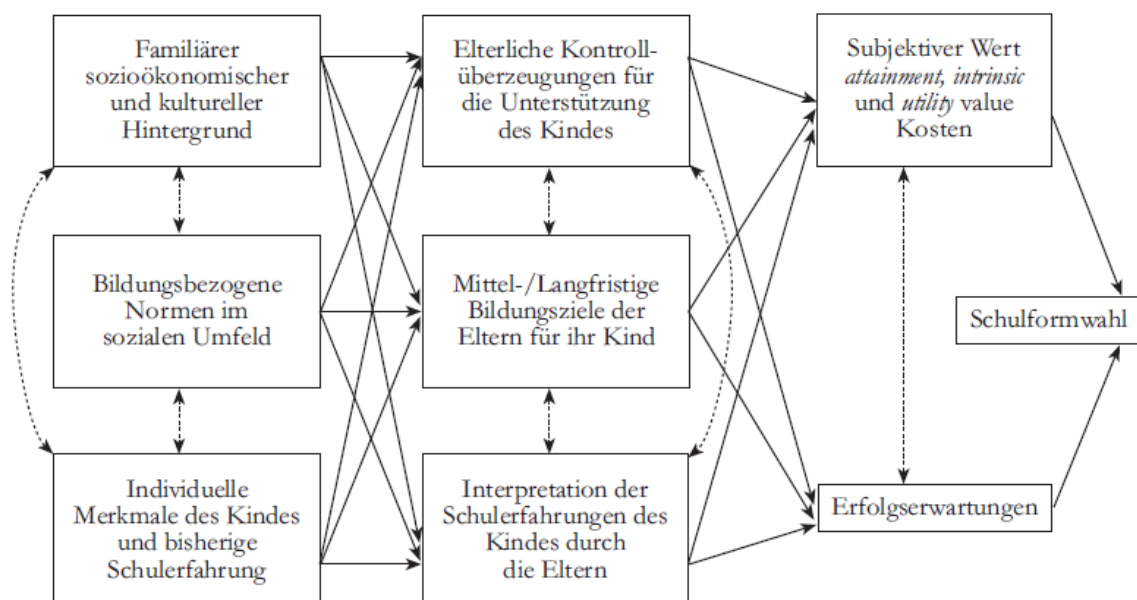 Familiärer
sozioökonomischer
und kultureller
Hintergrund
Elterliche Kontroll-
überzeugungen für
die Unterstützung
des Kindes
Subjektiver Wert
attainment, intrinsic
und utility value
Kosten
Bildungsbezogene
Normen im
sozialen Umfeld
Mittel-/Langfristige
Bildungsziele der
Eltern für ihr Kind
Schulformwahl
Individuelle
Merkmale des Kindes
und bisherige
Schulerfahrung
Interpretation der
Schulerfahrungen des
Kindes durch
die Eltern
Erfolgserwartungen